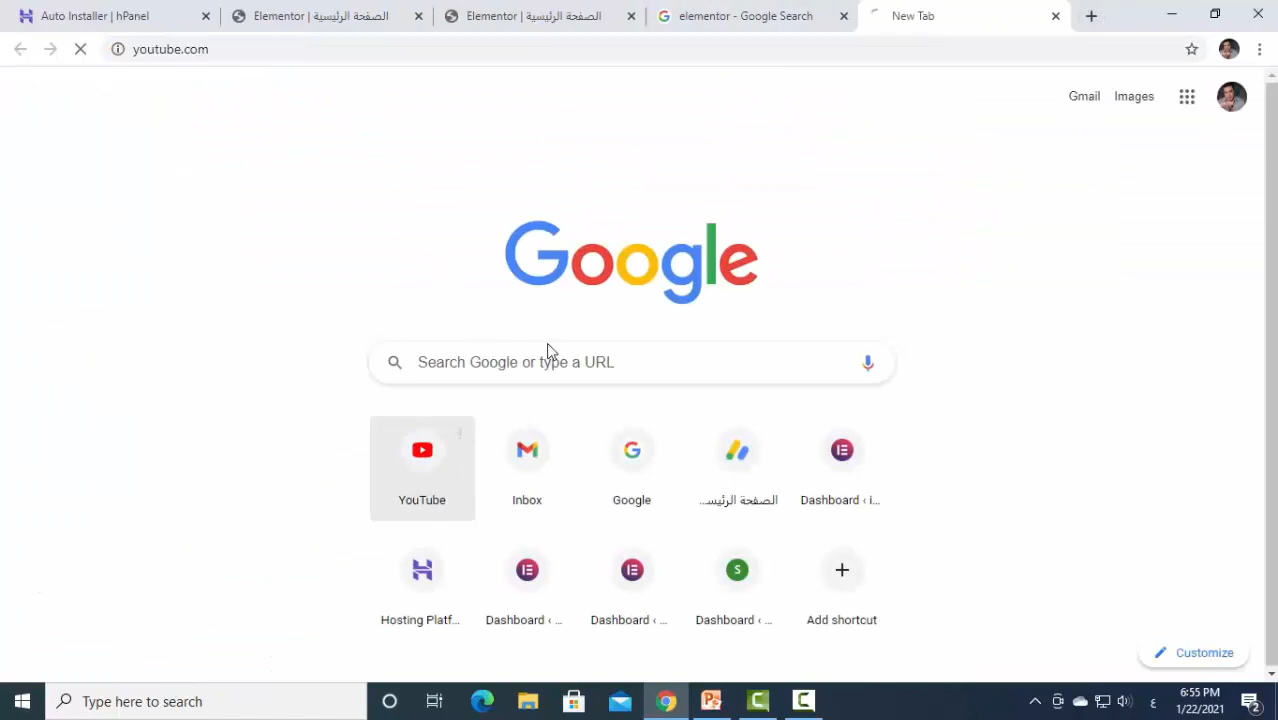 Auto Installer | hPanel
الصفحة الرئيسية | Elementor
الصفحة الرئيسية | Elementor
elementor - Google Search
New Tab
youtube.com
Gmail
Images
Google
Search Google or type a URL
YouTube
Inbox
Google
الصفحة الرئيسـ...
Dashboard ‹ i...
Hosting Platf...
Dashboard ‹ ...
Dashboard ‹ ...
S
Dashboard ‹ ...
Add shortcut
Customize
Type here to search
ع
6:55 PM
1/22/2021
2